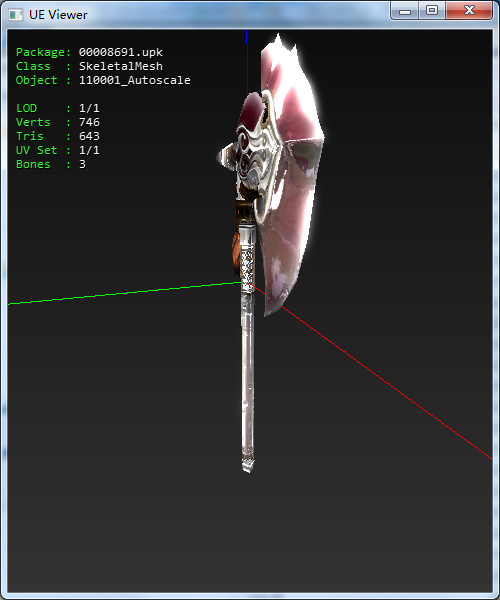 UE Viewer
Package: 00008691.upk
Class  : SkeletalMesh
Object : 110001_Autoscale
LOD    : 1/1
Verts  : 746
Tris   : 643
UV Set : 1/1
Bones  : 3